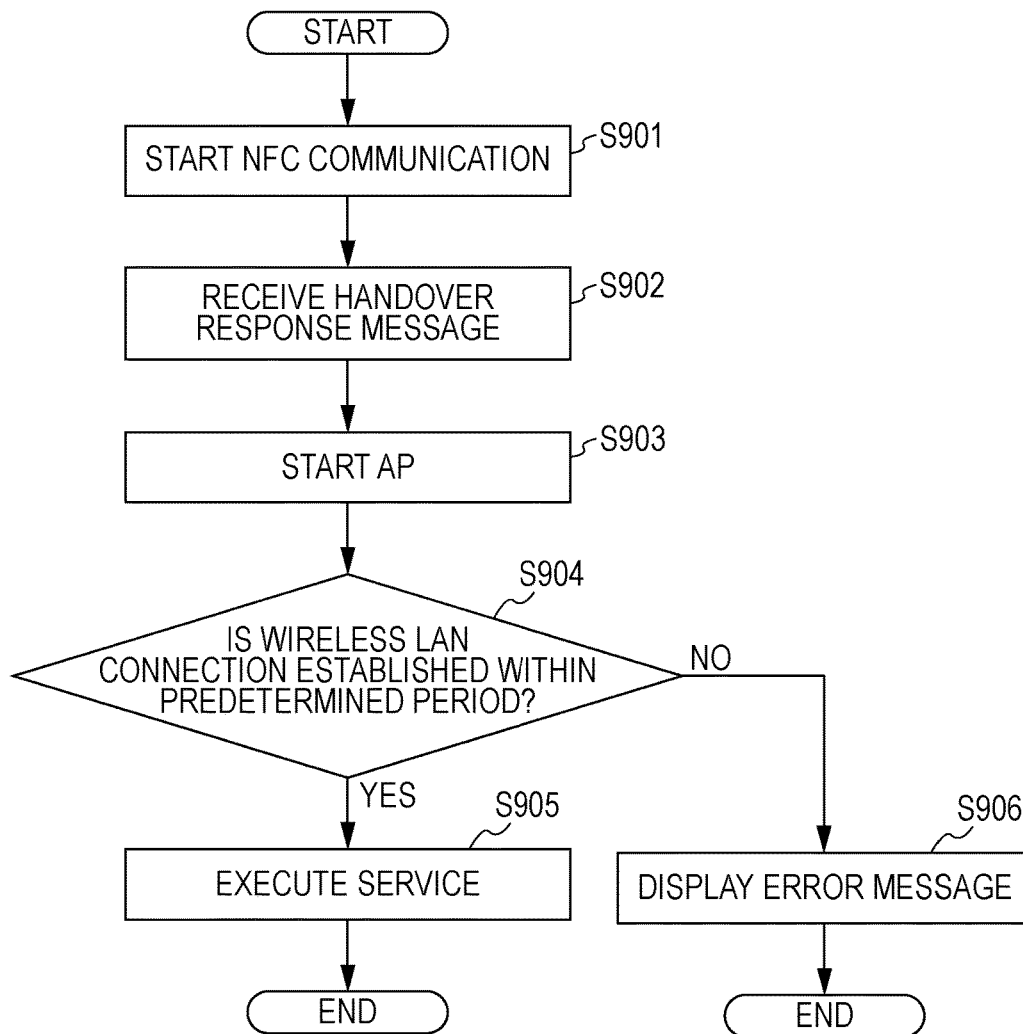 START
S901
START NFC COMMUNICATION
S902
RECEIVE HANDOVER
RESPONSE MESSAGE
S903
START AP
S904
IS WIRELESS LAN
CONNECTION ESTABLISHED WITHIN
PREDETERMINED PERIOD?
NO
YES
S905
EXECUTE SERVICE
S906
DISPLAY ERROR MESSAGE
END
END